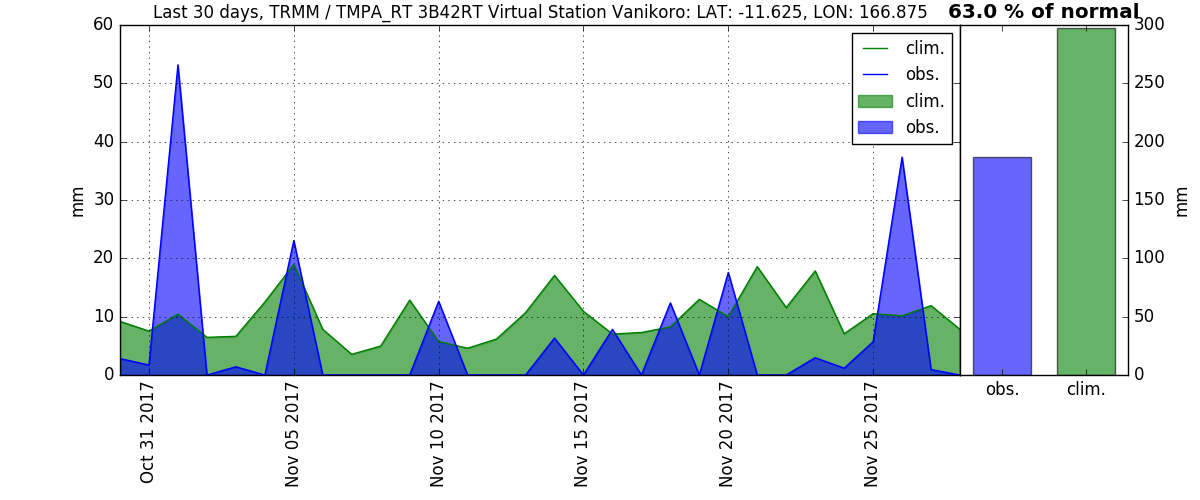 Last 30 days, TRMM / TMPA_RT 3B42RT Virtual Station Vanikoro: LAT: -11.625, LON: 166.875
63.0 % of normal
60
50
40
30
20
10
0
mm
clim.
obs.
clim.
obs.
300
250
200
150
100
50
0
mm
obs.
clim.
Oct 31 2017
Nov 05 2017
Nov 10 2017
Nov 15 2017
Nov 20 2017
Nov 25 2017